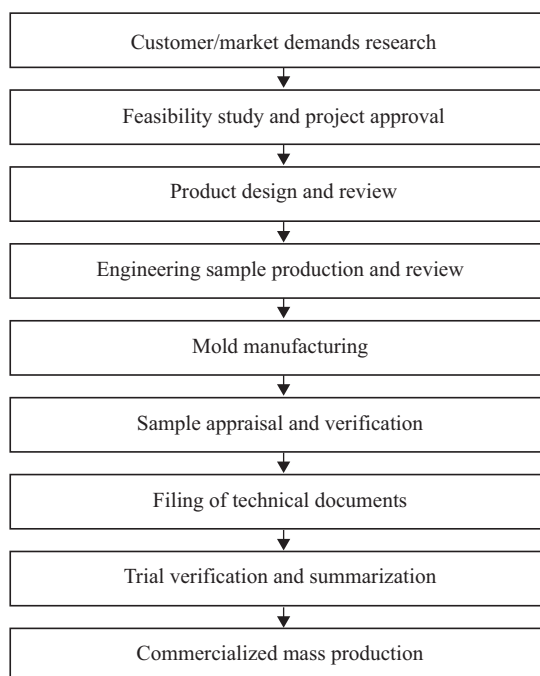 Customer/market demands research
Feasibility study and project approval
Product design and review
Engineering sample production and review
Mold manufacturing
Sample appraisal and verification
Filing of technical documents
Trial verification and summarization
Commercialized mass production